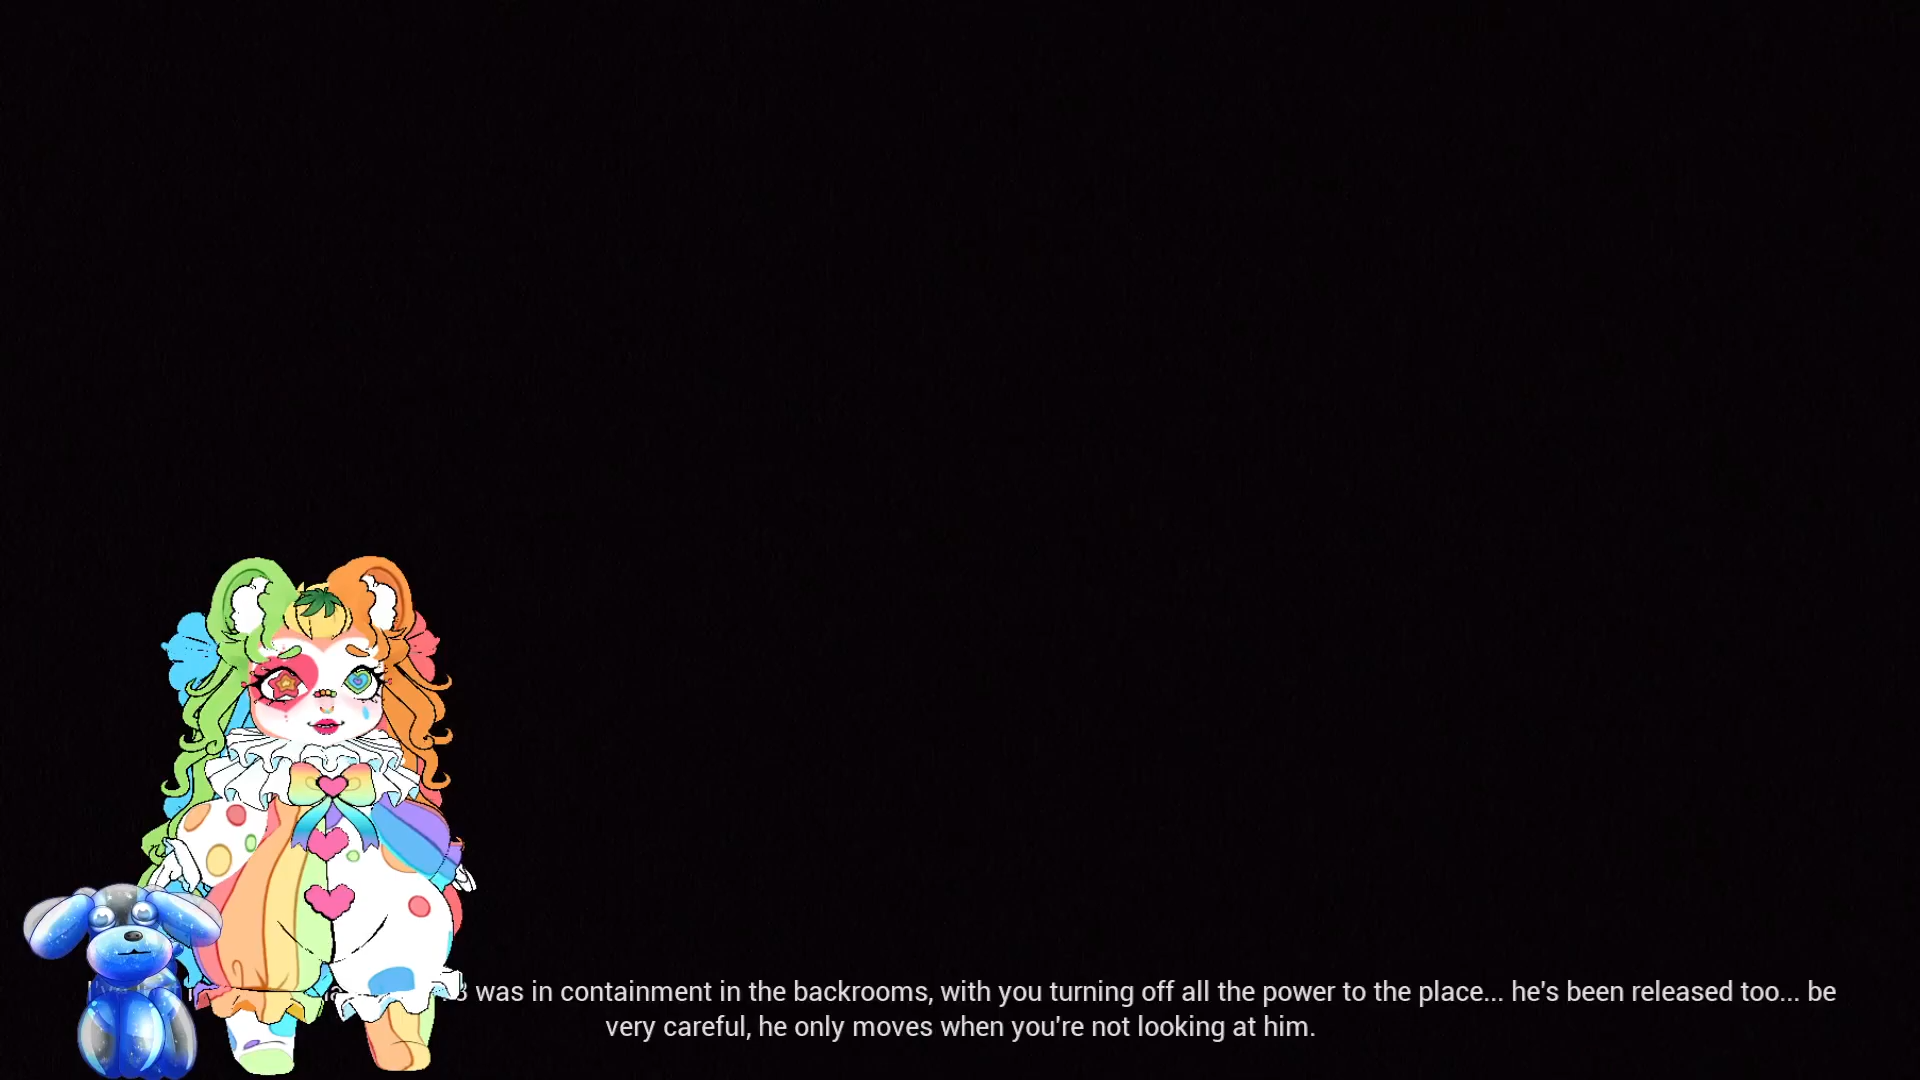 was in containment in the backrooms, with you turning off all the power to the place... he's been released too... be
very careful, he only moves when you're not looking at him.